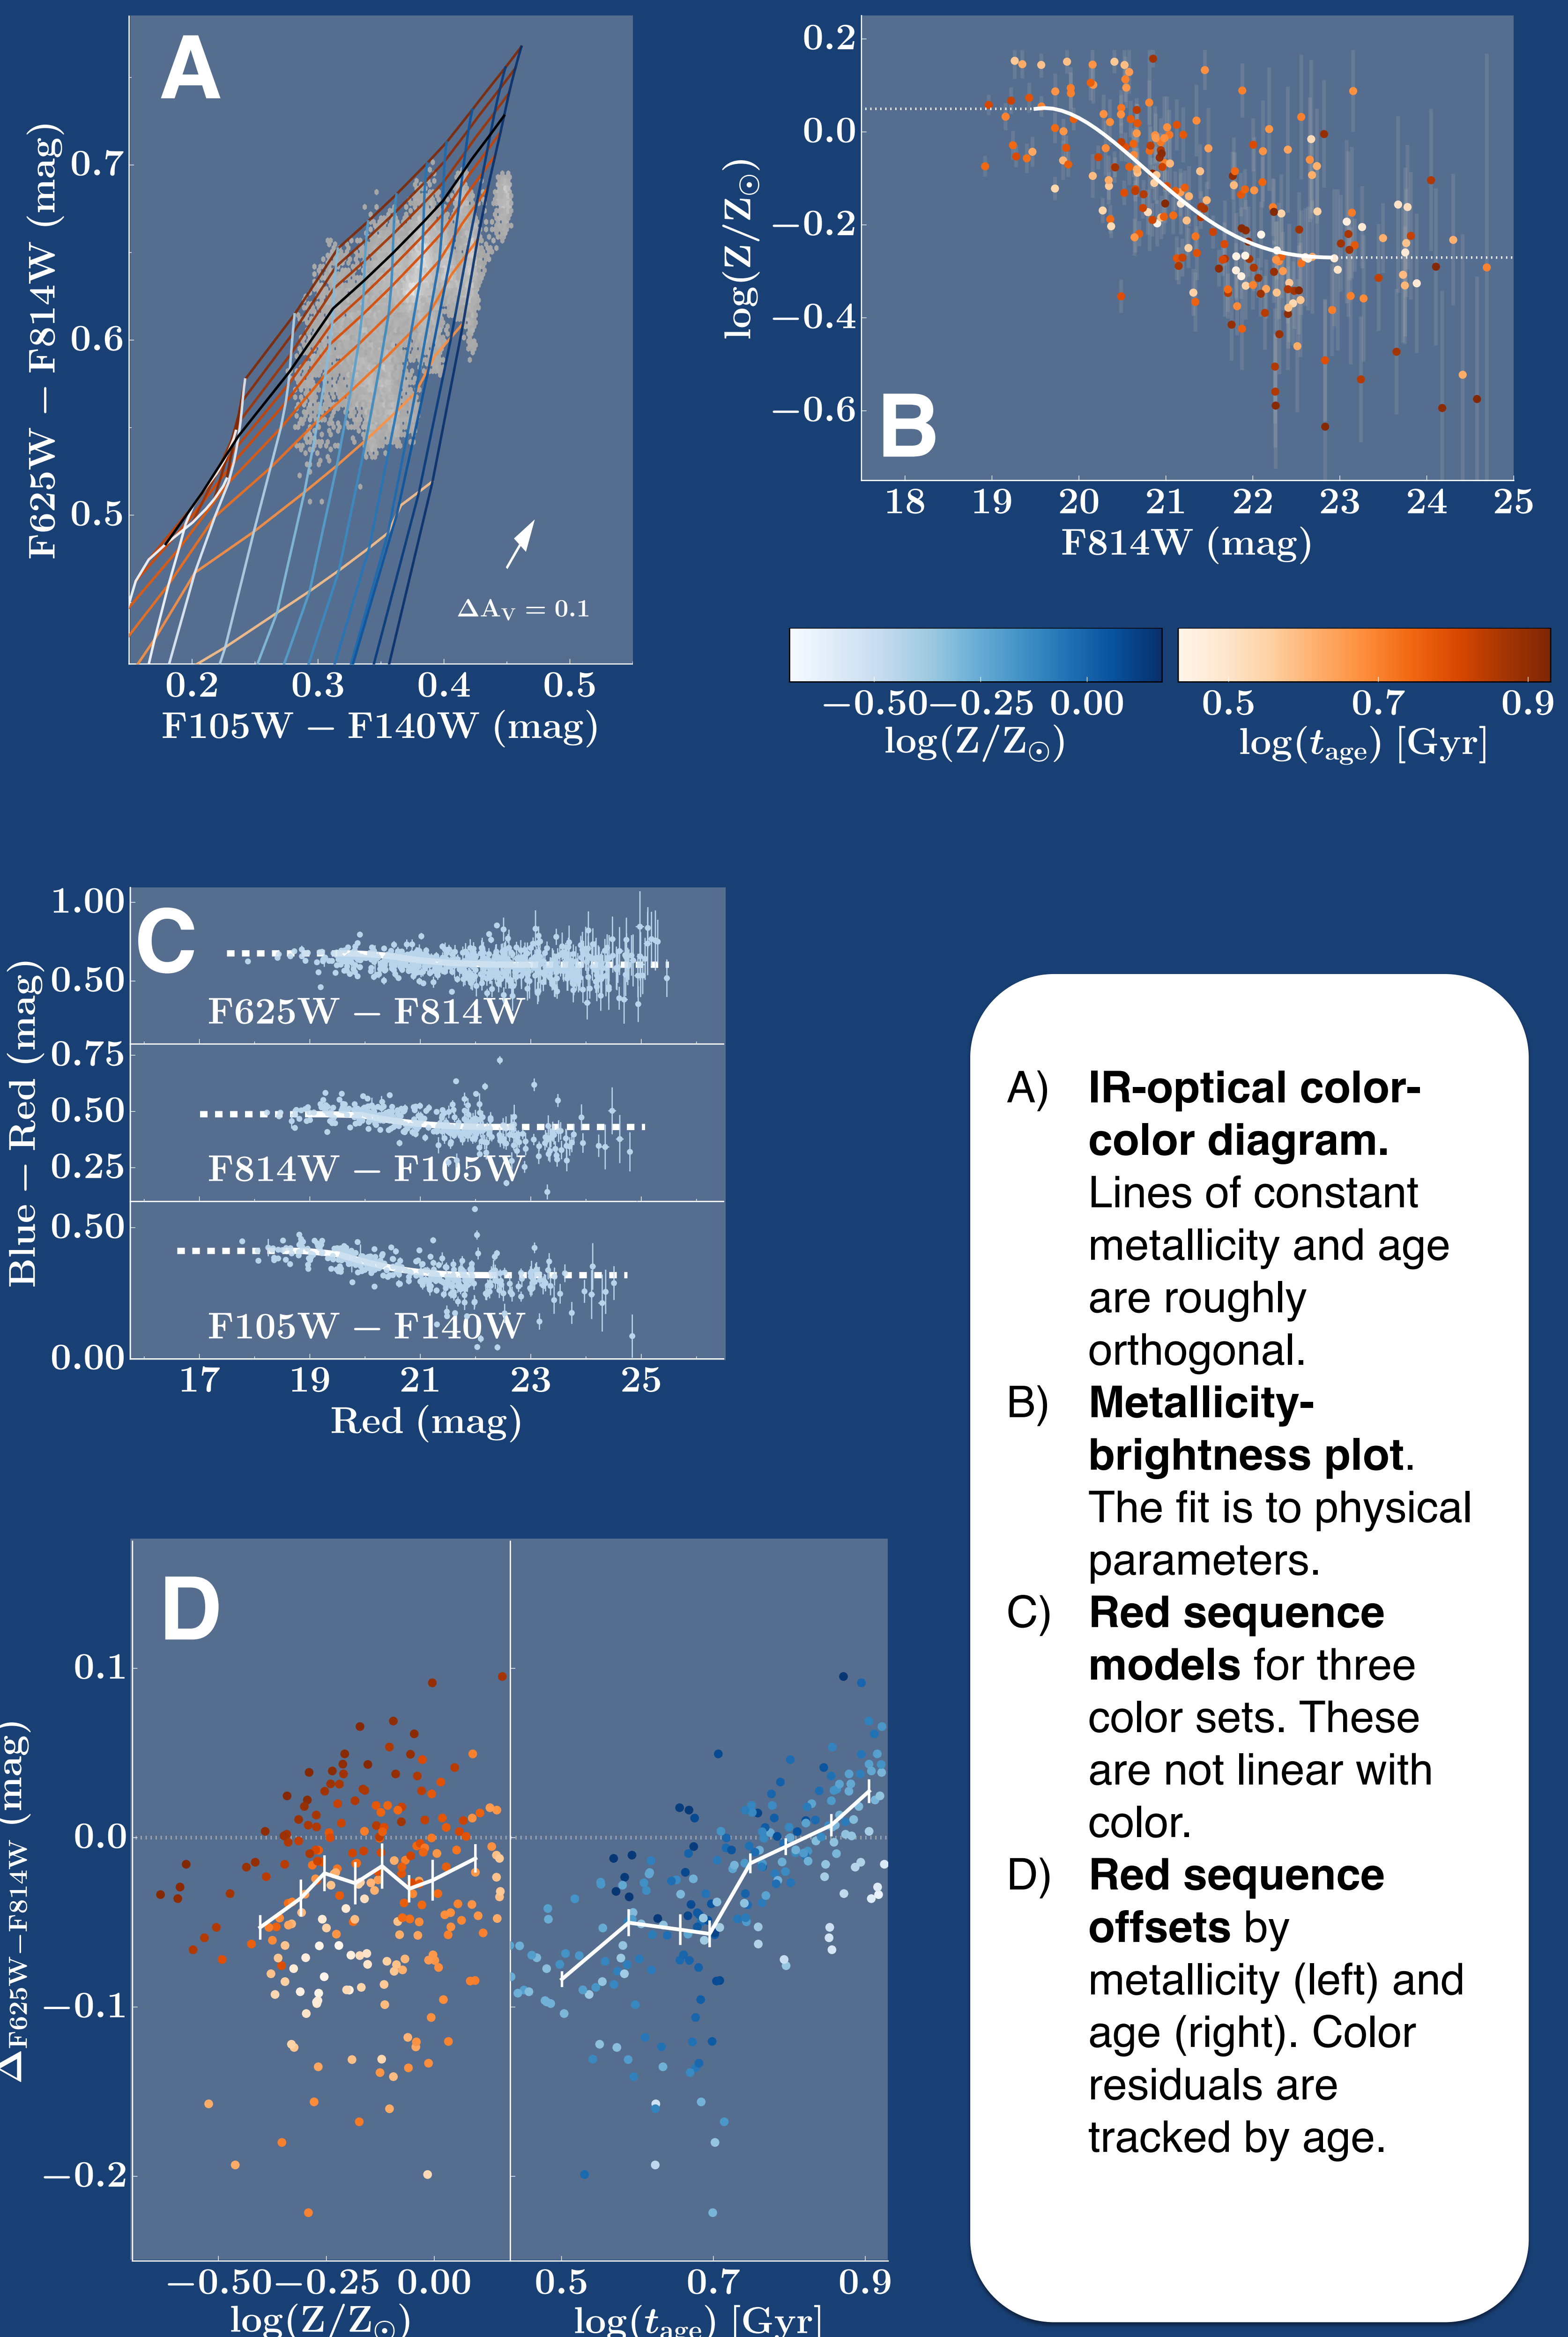 A
F625W − F814W (mag)
0.7
0.6
0.5
ΔA_V = 0.1
0.2 0.3 0.4 0.5
F105W − F140W (mag)
B
log(Z/Z⊙)
0.2
0.0
−0.2
−0.4
−0.6
18 19 20 21 22 23 24 25
F814W (mag)
−0.50 −0.25 0.00
log(Z/Z⊙)
0.5 0.7 0.9
log(t_age) [Gyr]
C
Blue − Red (mag)
1.00
0.50
F625W − F814W
0.75
0.50
0.25
F814W − F105W
0.50
0.00
F105W − F140W
17 19 21 23 25
Red (mag)
D
Δ_F625W−F814W (mag)
0.1
0.0
−0.1
−0.2
−0.50 −0.25 0.00
log(Z/Z⊙)
0.5 0.7 0.9
log(t_age) [Gyr]
A) IR-optical color-
color diagram.
Lines of constant
metallicity and age
are roughly
orthogonal.
B) Metallicity-
brightness plot.
The fit is to physical
parameters.
C) Red sequence
models for three
color sets. These
are not linear with
color.
D) Red sequence
offsets by
metallicity (left) and
age (right). Color
residuals are
tracked by age.